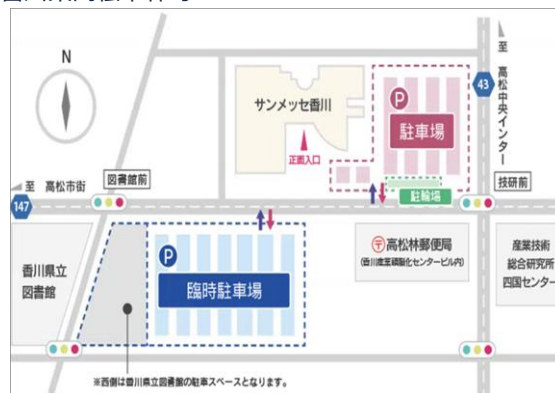 N
サンメッセ香川
正面入口
P
駐車場
駐輪場
43
至 高松中央インター
技研前
図書館前
至 高松市街
147
香川県立
図書館
P
臨時駐車場
〒高松林郵便局
(香川産業頭脳化センタービル内)
産業技術
総合研究所
四国センター
※西側は香川県立図書館の駐車スペースとなります。